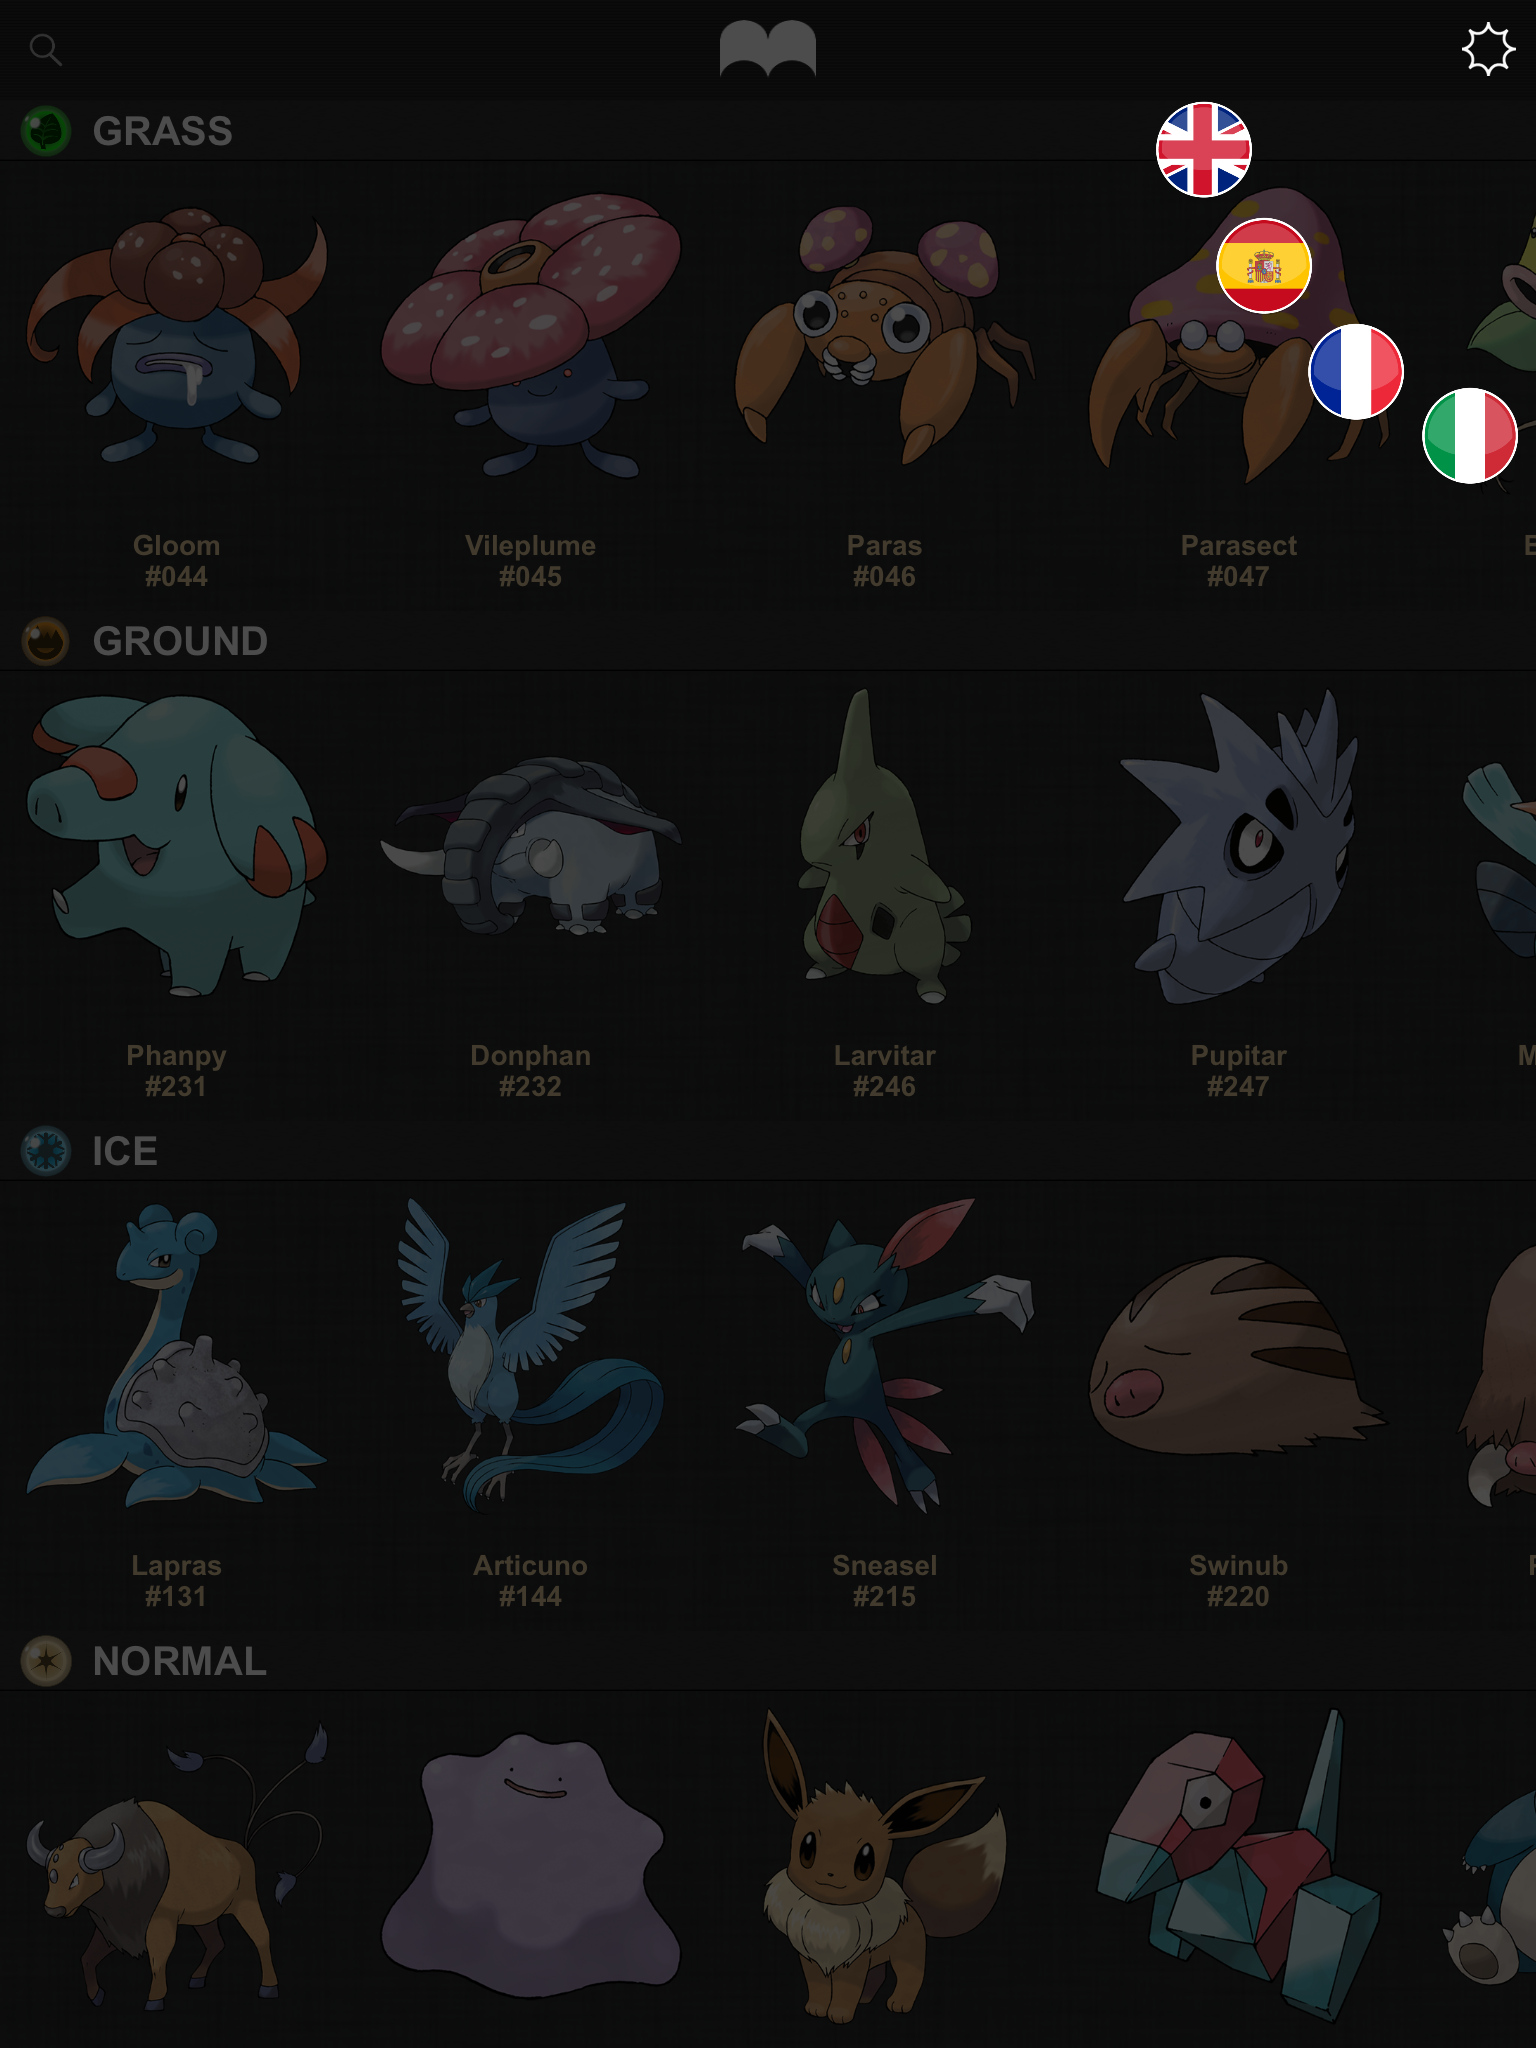 GRASS
Gloom
#044
Vileplume
#045
Paras
#046
Parasect
#047
GROUND
Phanpy
#231
Donphan
#232
Larvitar
#246
Pupitar
#247
ICE
Lapras
#131
Articuno
#144
Sneasel
#215
Swinub
#220
NORMAL